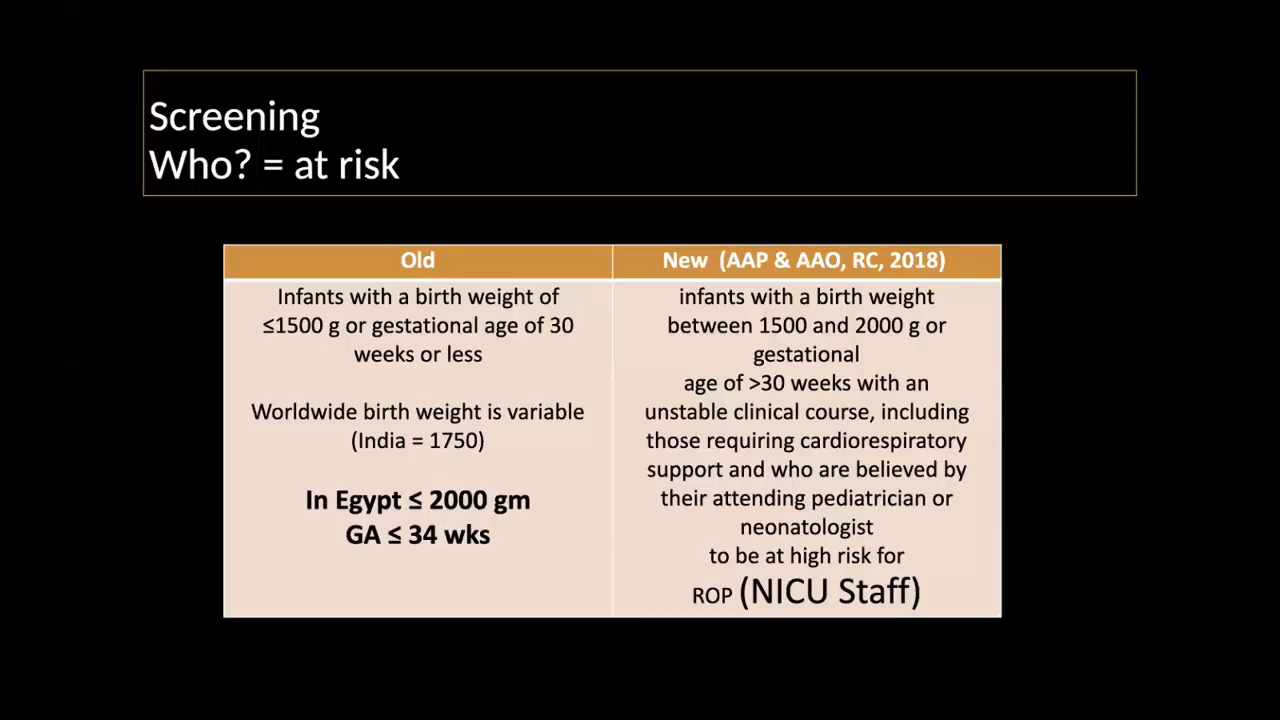 Screening
Who? = at risk
Old
Infants with a birth weight of
≤1500 g or gestational age of 30
weeks or less
Worldwide birth weight is variable
(India = 1750)
In Egypt ≤ 2000 gm
GA ≤ 34 wks
New (AAP & AAO, RC, 2018)
infants with a birth weight
between 1500 and 2000 g or
gestational
age of >30 weeks with an
unstable clinical course, including
those requiring cardiorespiratory
support and who are believed by
their attending pediatrician or
neonatologist
to be at high risk for
ROP (NICU Staff)